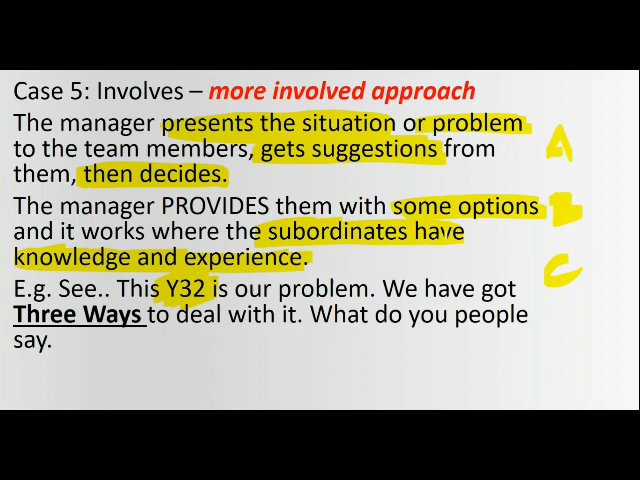 Case 5: Involves – more involved approach
The manager presents the situation or problem
to the team members, gets suggestions from
them, then decides.
The manager PROVIDES them with some options
and it works where the subordinates have
knowledge and experience.
E.g. See.. This Y32 is our problem. We have got
Three Ways to deal with it. What do you people
say.
A
B
C